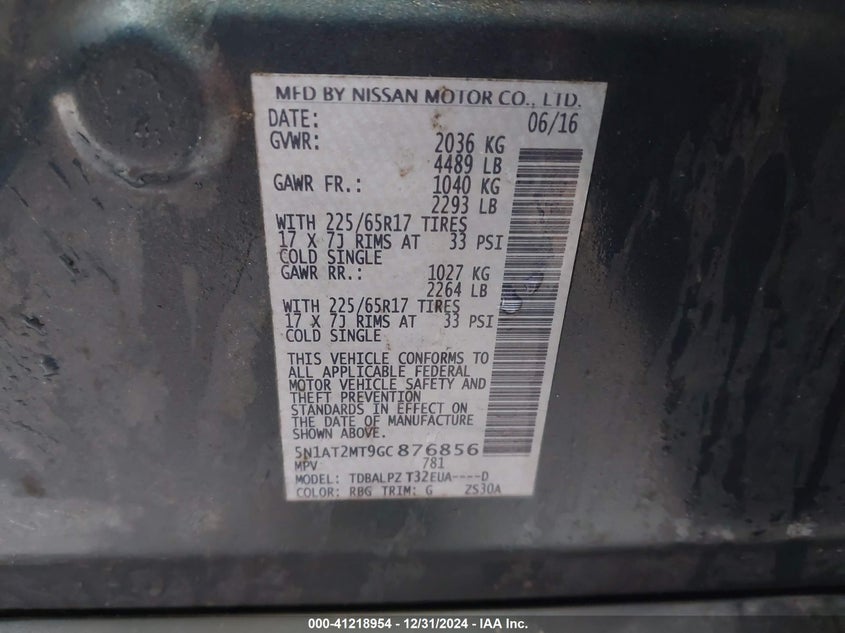 MFD BY NISSAN MOTOR CO., LTD.
DATE: 06/16
GVWR: 2036 KG
4489 LB
GAWR FR.: 1040 KG
2293 LB
WITH 225/65R17 TIRES
17 X 7J RIMS AT 33 PSI
COLD SINGLE
GAWR RR.: 1027 KG
2264 LB
WITH 225/65R17 TIRES
17 X 7J RIMS AT 33 PSI
COLD SINGLE
THIS VEHICLE CONFORMS TO
ALL APPLICABLE FEDERAL
MOTOR VEHICLE SAFETY AND
THEFT PREVENTION
STANDARDS IN EFFECT ON
THE DATE OF MANUFACTURE
SHOWN ABOVE.
5N1AT2MT9GC876856
MPV 781
MODEL: TDBALPZ T32EUA----D
COLOR: RBG TRIM: G ZS30A
000-41218954 - 12/31/2024 - IAA Inc.